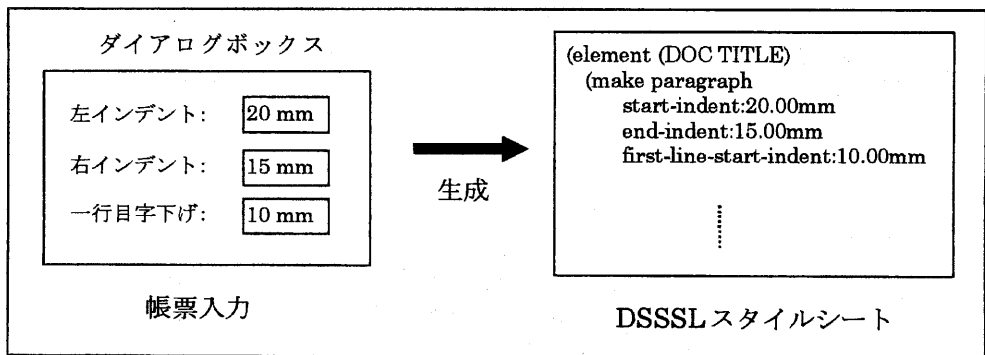 ダイアログボックス
左インデント: 20 mm
右インデント: 15 mm
一行目字下げ: 10 mm
帳票入力
生成
(element (DOC TITLE)
(make paragraph
start-indent:20.00mm
end-indent:15.00mm
first-line-start-indent:10.00mm
DSSSLスタイルシート